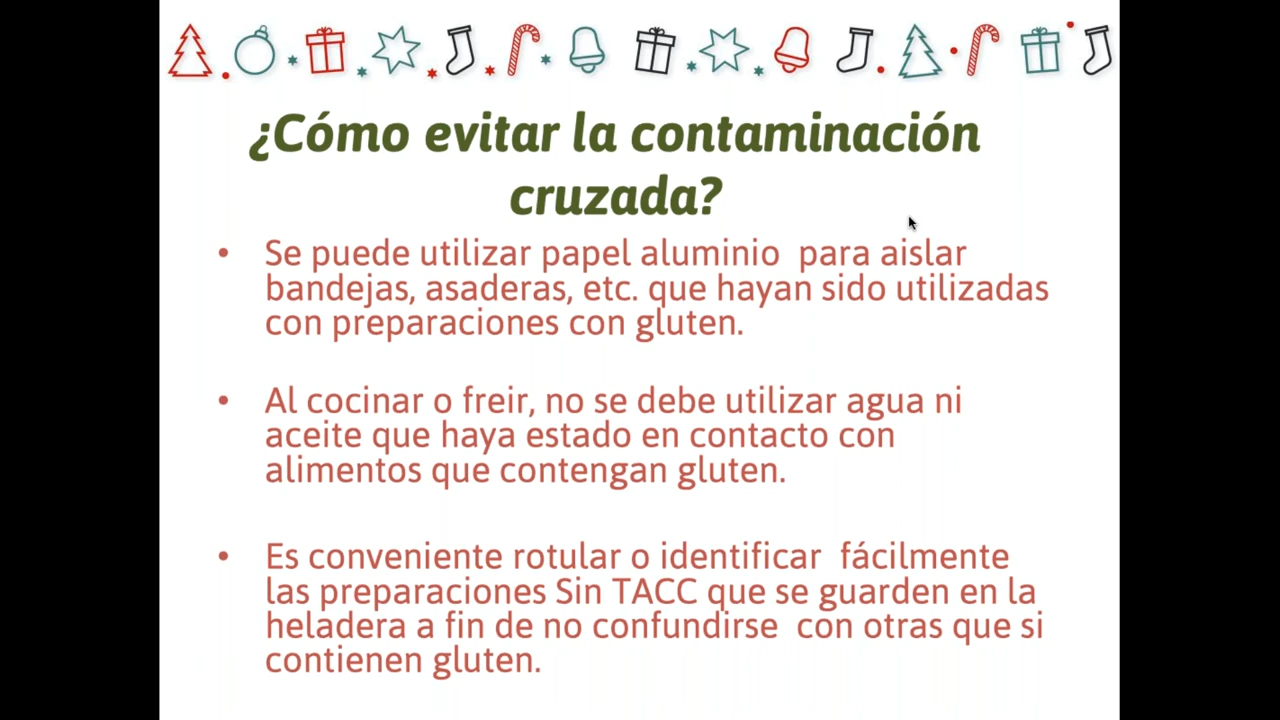 ¿Cómo evitar la contaminación
cruzada?
• Se puede utilizar papel aluminio  para aislar
bandejas, asaderas, etc. que hayan sido utilizadas
con preparaciones con gluten.
• Al cocinar o freir, no se debe utilizar agua ni
aceite que haya estado en contacto con
alimentos que contengan gluten.
• Es conveniente rotular o identificar  fácilmente
las preparaciones Sin TACC que se guarden en la
heladera a fin de no confundirse  con otras que si
contienen gluten.